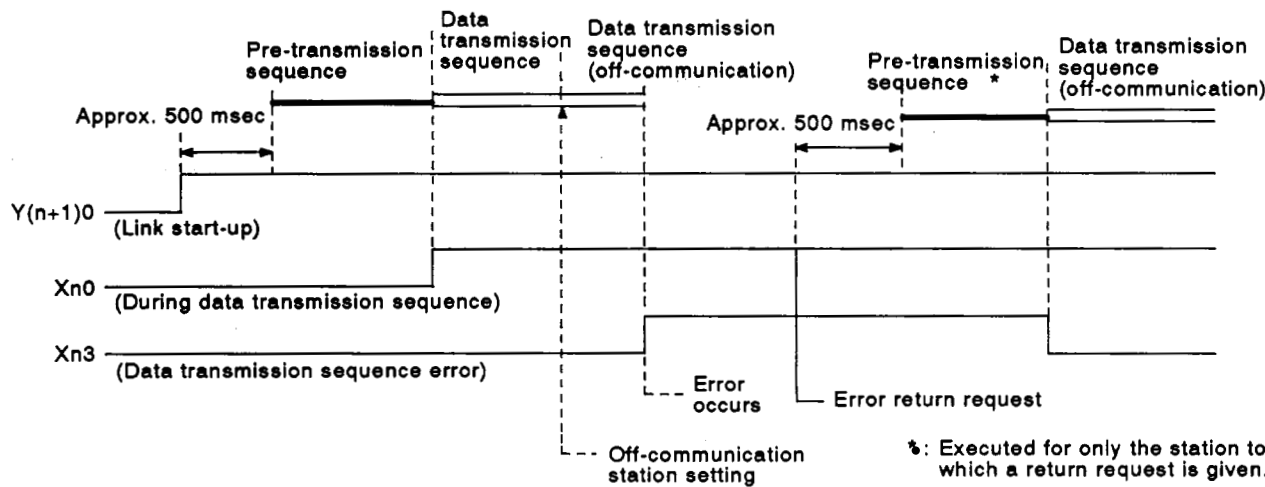 Data
transmission
sequence
Data transmission
sequence
(off-communication)
Pre-transmission
sequence
Pre-transmission
sequence *
Data transmission
sequence
(off-communication)
Approx. 500 msec
Approx. 500 msec
Y(n+1)0
(Link start-up)
Xn0
(During data transmission sequence)
Xn3
(Data transmission sequence error)
Error
occurs
Error return request
Off-communication
station setting
*: Executed for only the station to
which a return request is given.